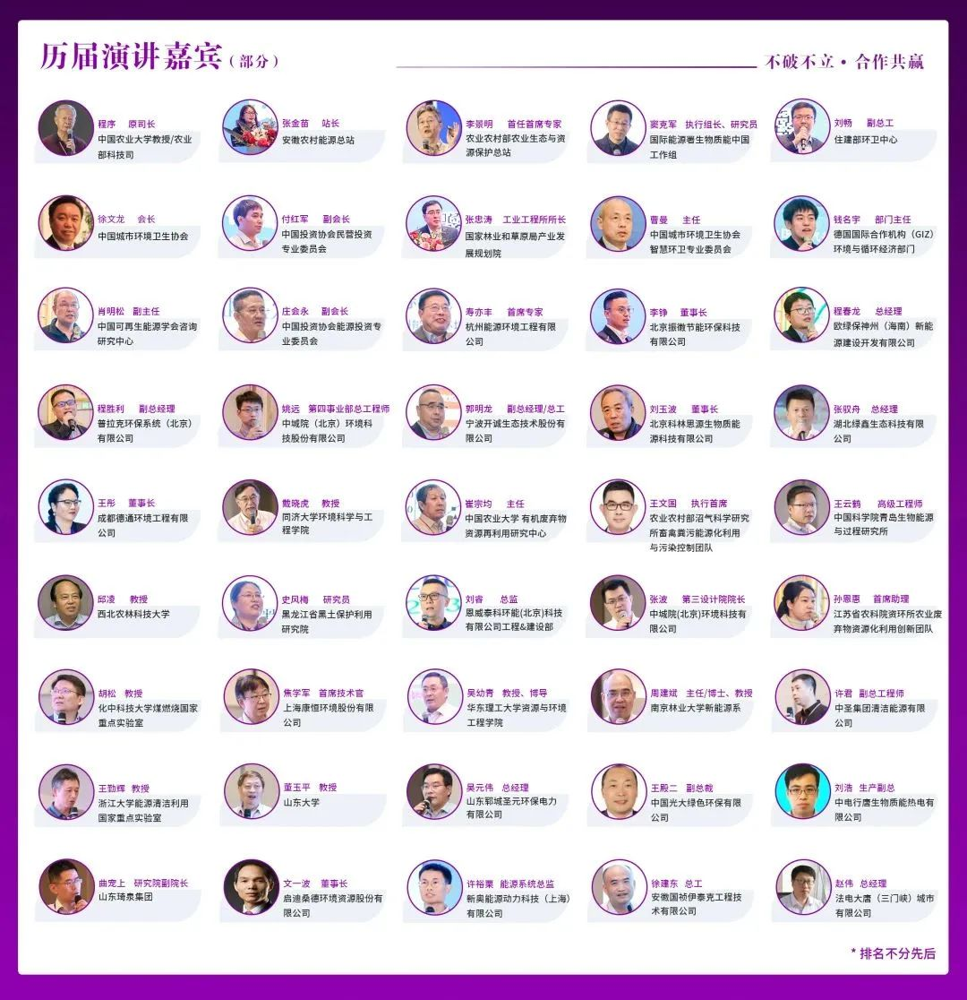 历届演讲嘉宾（部分）
不破不立·合作共赢
程序 原司长
中国农业大学教授/农业
部科技司
张金苗 站长
安徽农村能源总站
李景明 首任首席专家
农业农村部农业生态与资
源保护总站
窦克军 执行组长、研究员
国际能源署生物质能中国
工作组
刘畅 副总工
住建部环卫中心
徐文龙 会长
中国城市环境卫生协会
付红军 副会长
中国投资协会民营投资
专业委员会
张忠涛 工业工程所所长
国家林业和草原局产业发
展规划院
曹曼 主任
中国城市环境卫生协会
智慧环卫专业委员会
钱名宇 部门主任
德国国际合作机构（GIZ）
环境与循环经济部门
肖明松 副主任
中国可再生能源学会咨询
研究中心
庄会永 副会长
中国投资协会能源投资专
业委员会
寿亦丰 首席专家
杭州能源环境工程有限
公司
李铮 董事长
北京振徽节能环保科技
有限公司
程春龙 总经理
欧绿保神州（海南）新能
源建设开发有限公司
程胜利 副总经理
普拉克环保系统（北京）
有限公司
姚远 第四事业部总工程师
中城院（北京）环境科
技股份有限公司
郭明龙 副总经理/总工
宁波开诚生态技术股份有
限公司
刘玉波 董事长
北京科林恩源生物质能
源科技有限公司
张驭舟 总经理
湖北绿鑫生态科技有限
公司
王彤 董事长
成都德通环境工程有限
公司
戴晓虎 教授
同济大学环境科学与工
程学院
崔宗均 主任
中国农业大学 有机废弃物
资源再利用研究中心
王文国 执行首席
农业农村部沼气科学研究
所畜禽粪污能源化利用
与污染控制团队
王云鹤 高级工程师
中国科学院青岛生物能源
与过程研究所
邱凌 教授
西北农林科技大学
史风梅 研究员
黑龙江省黑土保护利用
研究院
刘睿 总监
恩威泰科环能(北京)科技
有限公司工程&建设部
张波 第三设计院院长
中城院(北京)环境科技有
限公司
孙恩惠 首席助理
江苏省农科院资环所农业废
弃物资源化利用创新团队
胡松 教授
化中科技大学煤燃烧国家
重点实验室
焦学军 首席技术官
上海康恒环境股份有限
公司
吴幼青 教授、博导
华东理工大学资源与环境
工程学院
周建斌 主任/博士、教授
南京林业大学新能源系
许君 副总工程师
中圣集团清洁能源有限
公司
王勤辉 教授
浙江大学能源清洁利用
国家重点实验室
董玉平 教授
山东大学
吴元伟 总经理
山东郓城圣元环保电力
有限公司
王殿二 副总裁
中国光大绿色环保有限
公司
刘浩 生产副总
中电行唐生物质能热电有
限公司
曲宠上 研究院副院长
山东琦泉集团
文一波 董事长
启迪桑德环境资源股份有
限公司
许裕栗 能源系统总监
新奥能源动力科技（上海）
有限公司
徐建东 总工
安徽国祯伊泰克工程技
术有限公司
赵伟 总经理
法电大唐（三门峡）城市
有限公司
* 排名不分先后